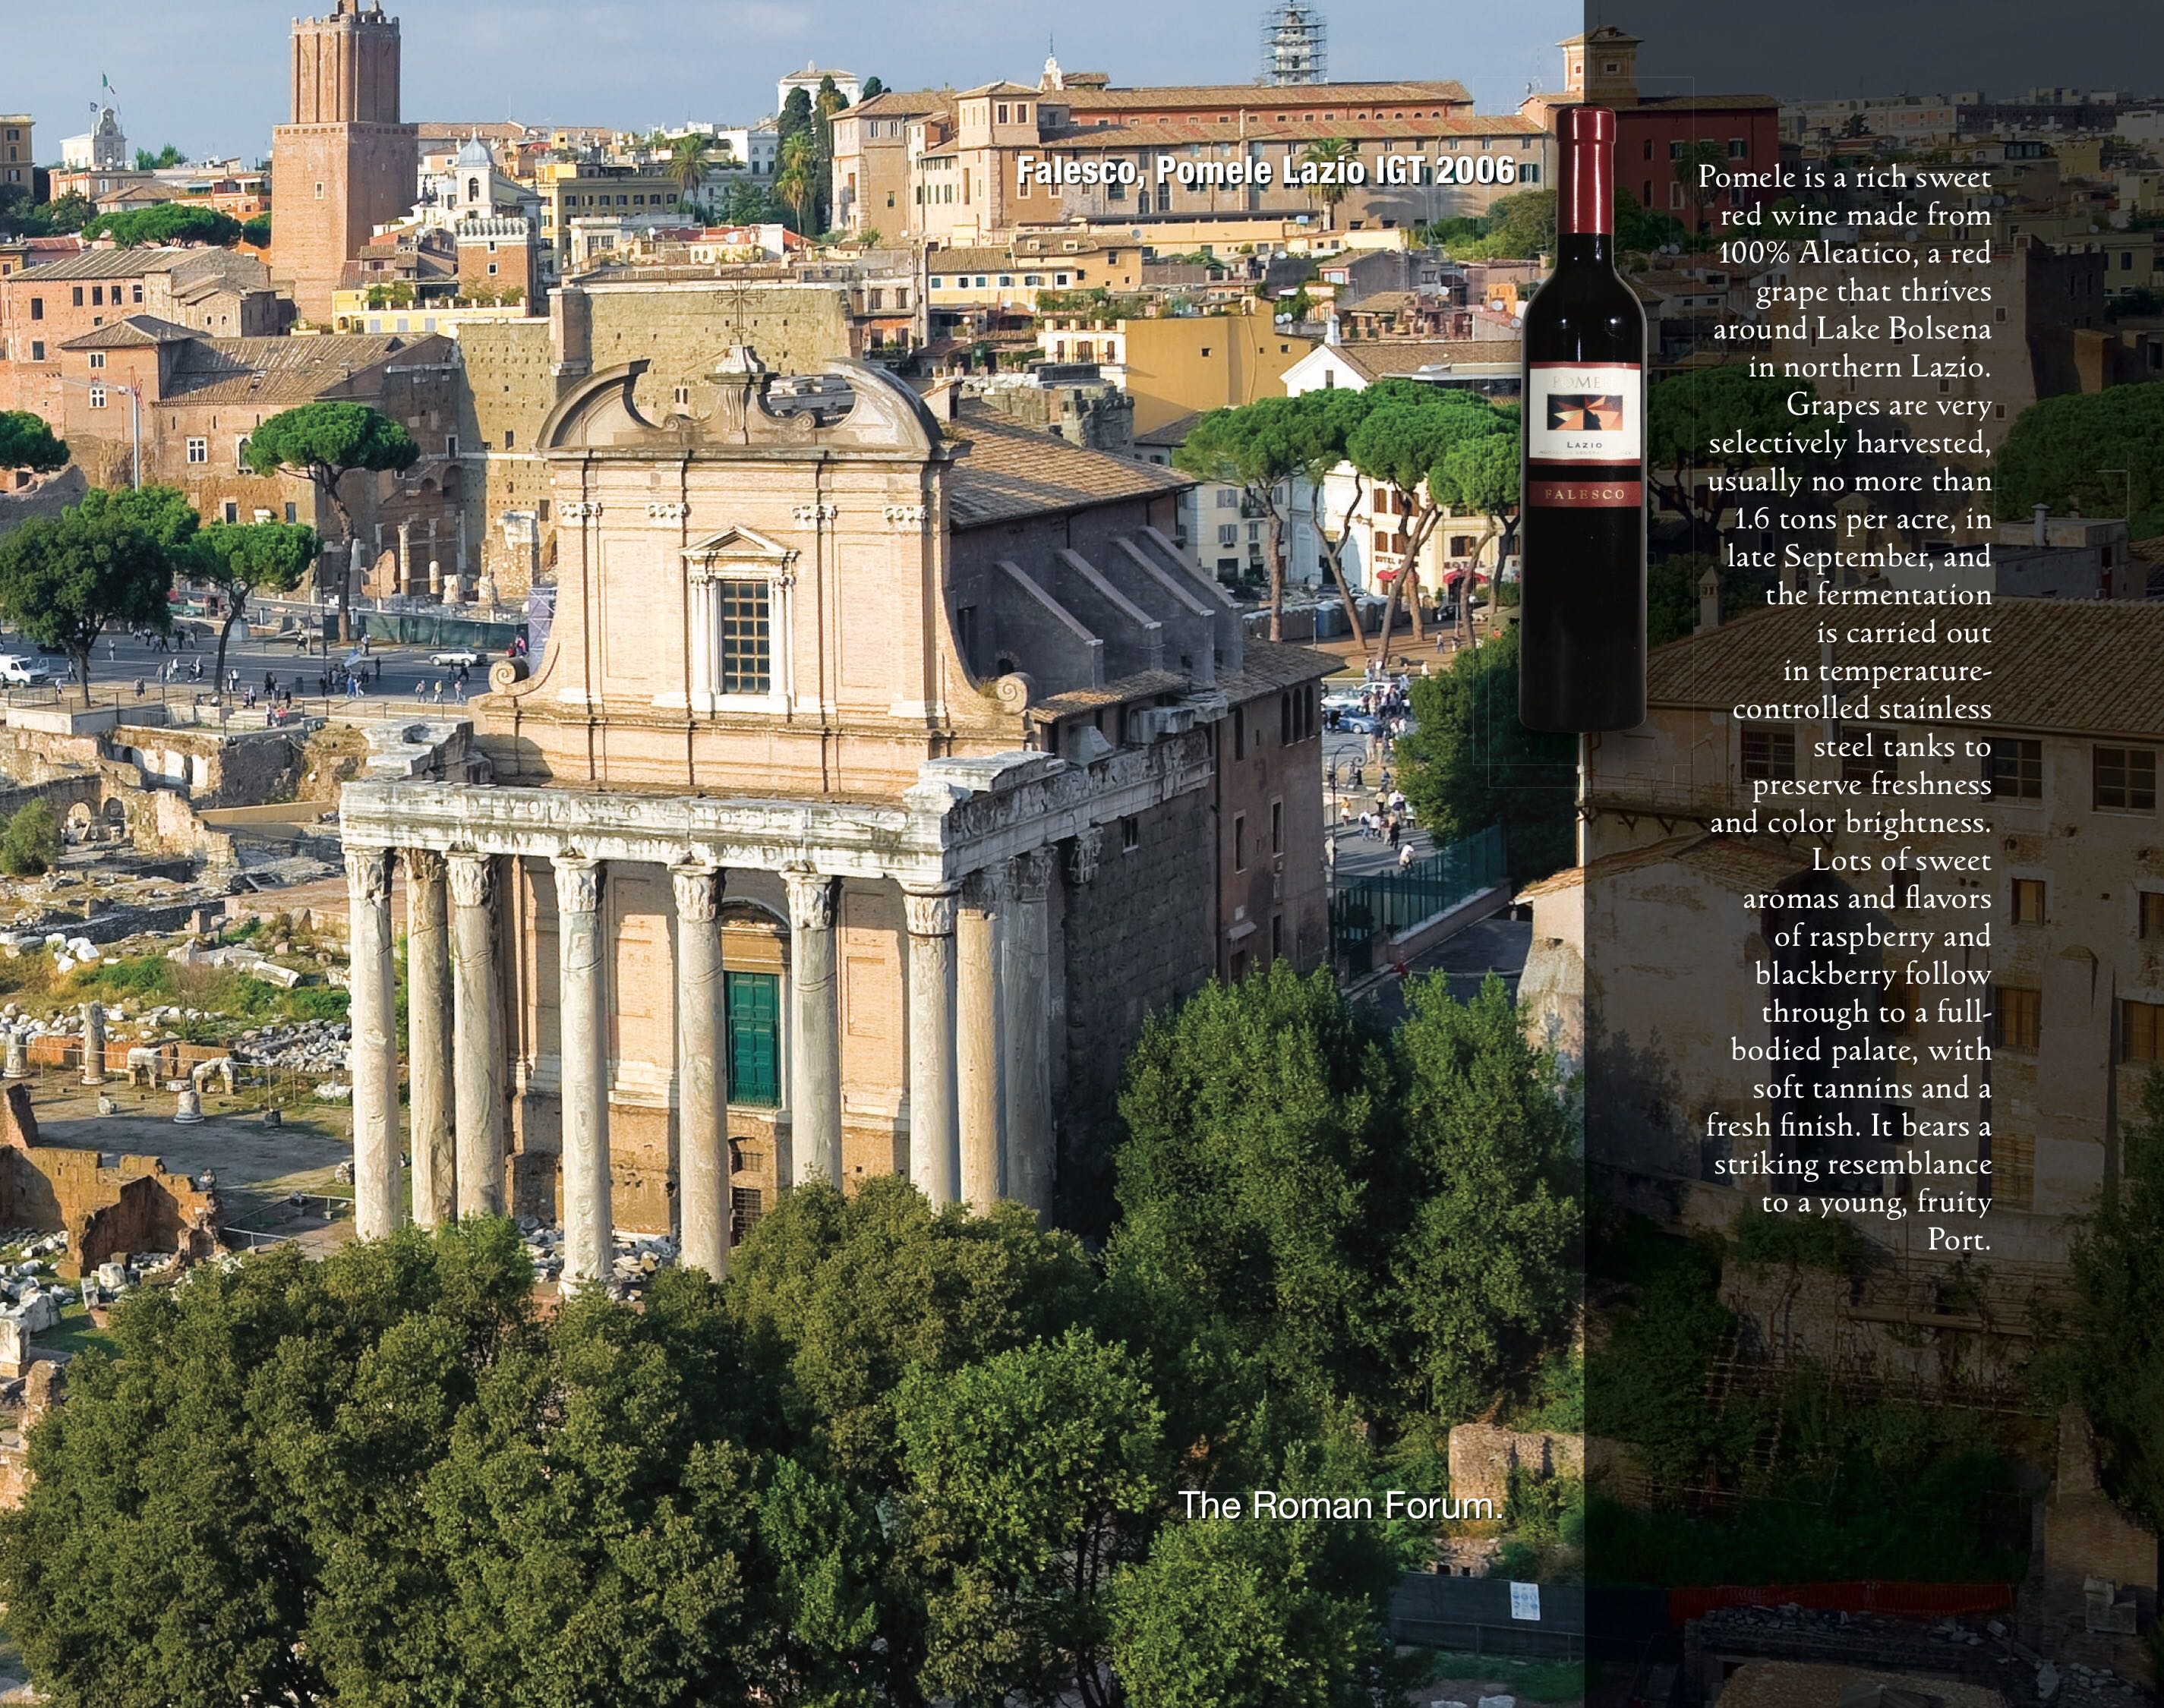 Falesco, Pomele Lazio IGT 2006
Pomele is a rich sweet
red wine made from
100% Aleatico, a red
grape that thrives
around Lake Bolsena
in northern Lazio.
Grapes are very
selectively harvested,
usually no more than
1.6 tons per acre, in
late September, and
the fermentation
is carried out
in temperature-
controlled stainless
steel tanks to
preserve freshness
and color brightness.
Lots of sweet
aromas and flavors
of raspberry and
blackberry follow
through to a full-
bodied palate, with
soft tannins and a
fresh finish. It bears a
striking resemblance
to a young, fruity
Port.
LAZIO
FALESCO
The Roman Forum.